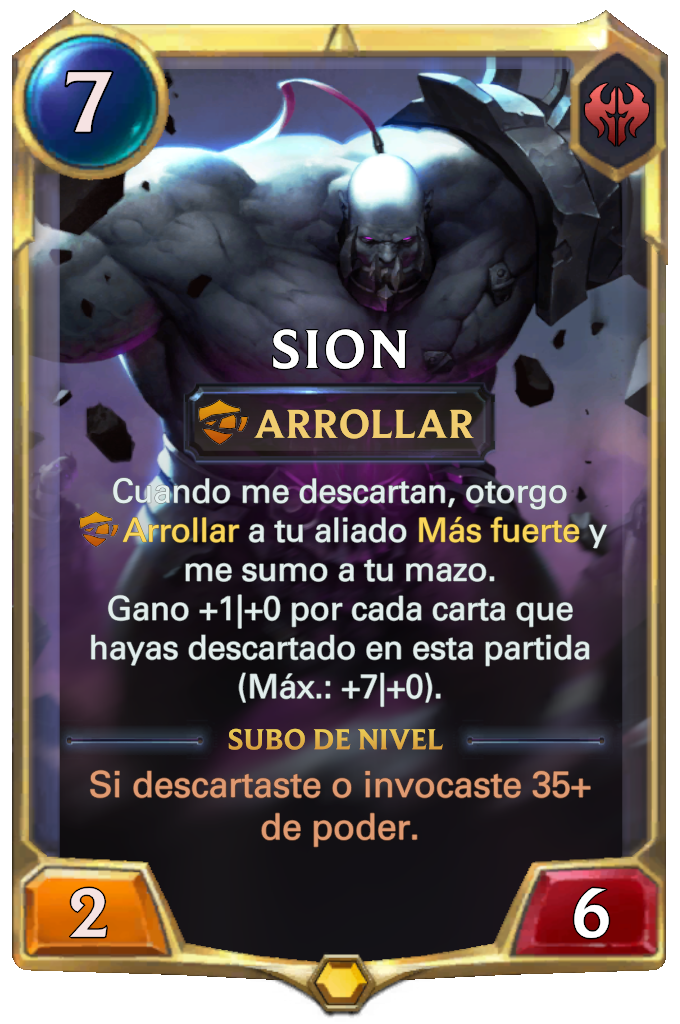 7
SION
ARROLLAR
Cuando me descartan, otorgo
Arrollar a tu aliado Más fuerte y
me sumo a tu mazo.
Gano +1|+0 por cada carta que
hayas descartado en esta partida
(Máx.: +7|+0).
SUBO DE NIVEL
Si descartaste o invocaste 35+
de poder.
2
6